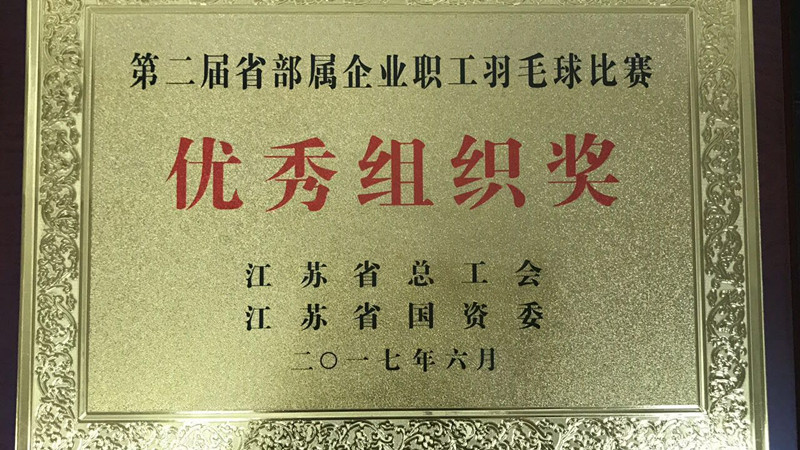 第二届省部属企业职工羽毛球比赛
优秀组织奖
江苏省总工会
江苏省国资委
二〇一七年六月